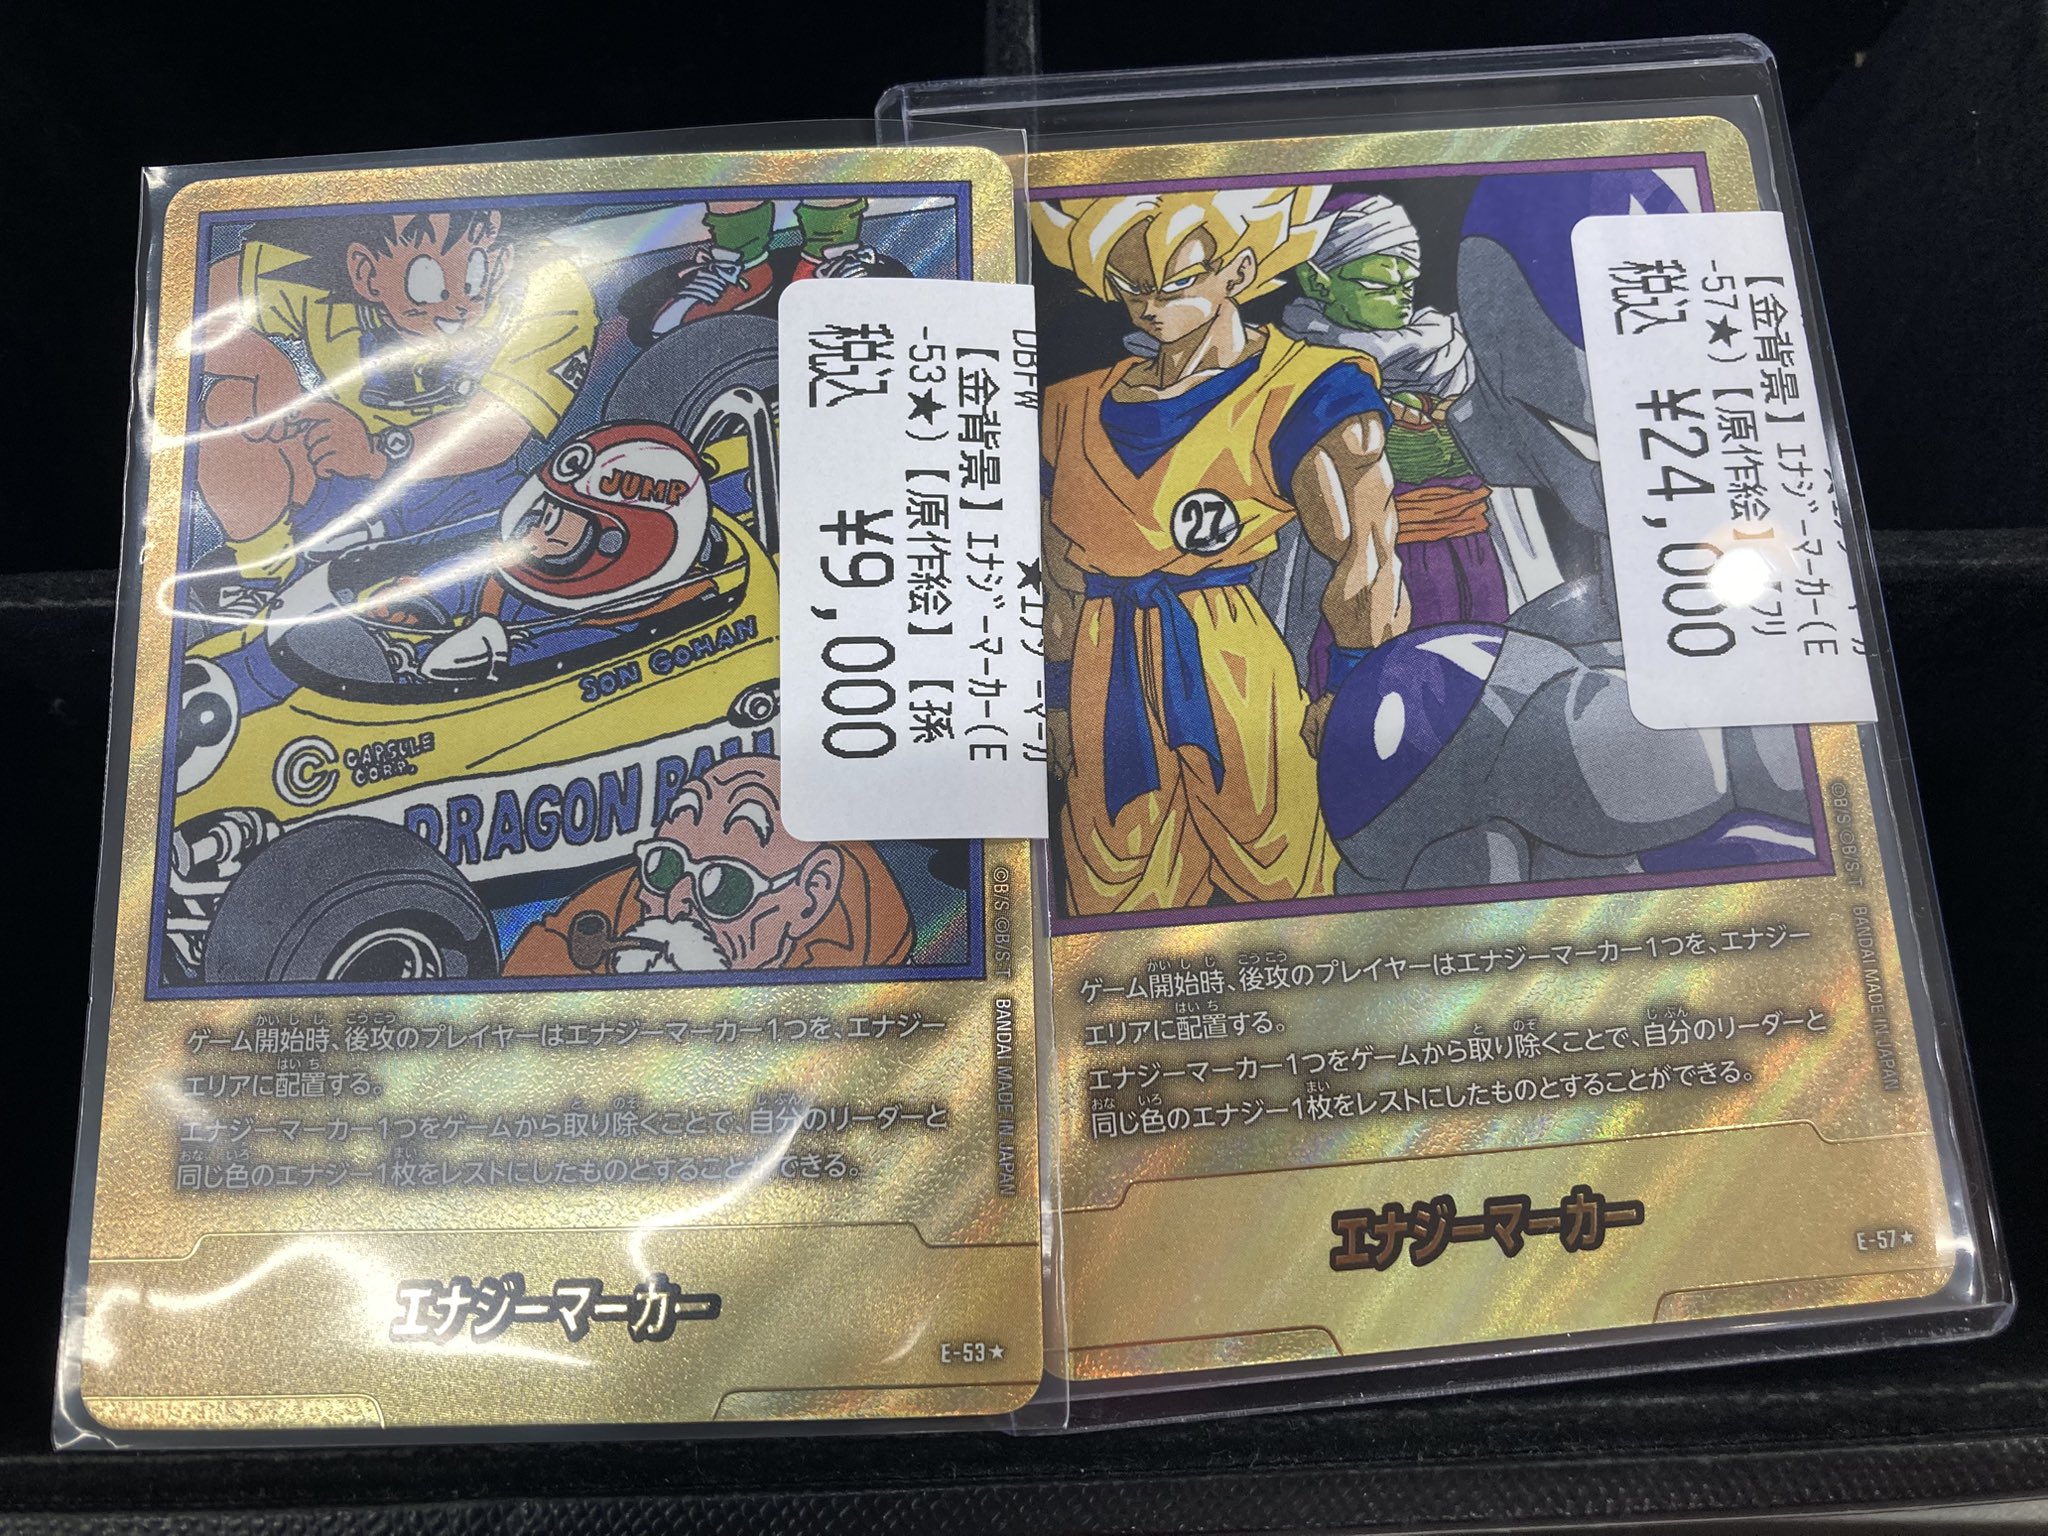 JUMP
SON GOHAN
CAPSULE
CORP.
DRAGON BALL
DBFW
【金背景】エナジーマーカー(E
-53★)【原作絵】【孫
税込 ¥9,000
©B/S ©B/S・T BANDAI MADE IN JAPAN
ゲーム開始時、後攻のプレイヤーはエナジーマーカー1つを、エナジー
エリアに配置する。
エナジーマーカー1つをゲームから取り除くことで、自分のリーダーと
同じ色のエナジー1枚をレストにしたものとすることができる。
エナジーマーカー
E-53★
27
【金背景】エナジーマーカー(E
-57★)【原作絵】
税込 ¥24,000
©B/S ©B/S・T BANDAI MADE IN JAPAN
ゲーム開始時、後攻のプレイヤーはエナジーマーカー1つを、エナジー
エリアに配置する。
エナジーマーカー1つをゲームから取り除くことで、自分のリーダーと
同じ色のエナジー1枚をレストにしたものとすることができる。
エナジーマーカー
E-57★